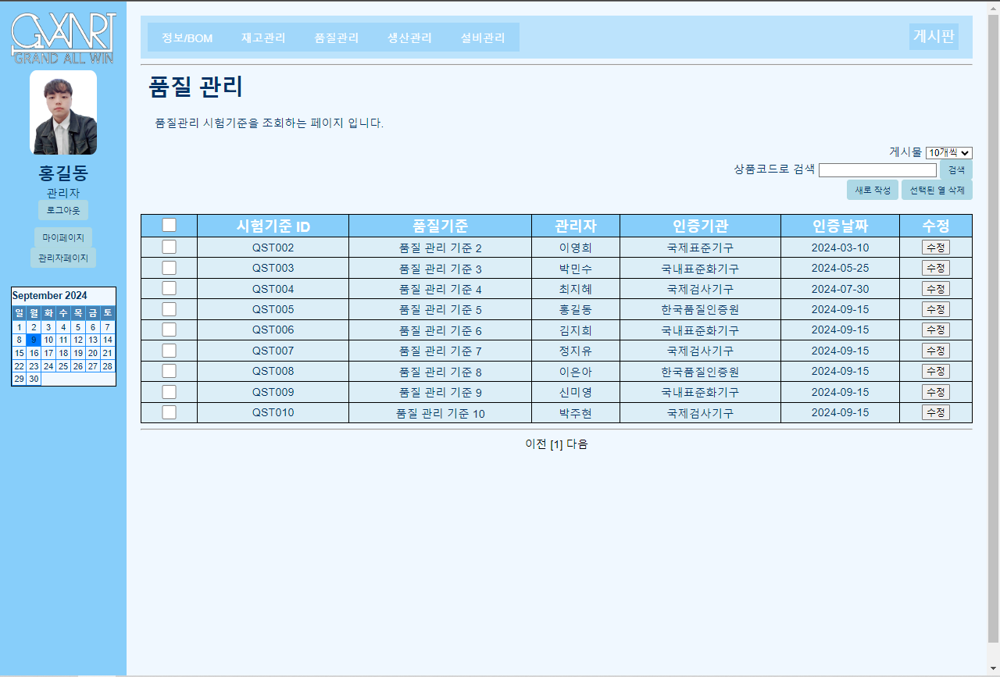 GVXNRT
GRAND ALL WIN
홍길동
관리자
로그아웃
마이페이지
관리자페이지
September 2024
일 월 화 수 목 금 토
1 2 3 4 5 6 7
8 9 10 11 12 13 14
15 16 17 18 19 20 21
22 23 24 25 26 27 28
29 30
정보/BOM 재고관리 품질관리 생산관리 설비관리 게시판
품질 관리
품질관리 시험기준을 조회하는 페이지 입니다.
게시물 10개씩
상품코드로 검색 검색
새로 작성 선택된 열 삭제
시험기준 ID 품질기준 관리자 인증기관 인증날짜 수정
QST002 품질 관리 기준 2 이영희 국제표준기구 2024-03-10 수정
QST003 품질 관리 기준 3 박민수 국내표준화기구 2024-05-25 수정
QST004 품질 관리 기준 4 최지혜 국제검사기구 2024-07-30 수정
QST005 품질 관리 기준 5 홍길동 한국품질인증원 2024-09-15 수정
QST006 품질 관리 기준 6 김지희 국내표준화기구 2024-09-15 수정
QST007 품질 관리 기준 7 정지유 국제검사기구 2024-09-15 수정
QST008 품질 관리 기준 8 이은아 한국품질인증원 2024-09-15 수정
QST009 품질 관리 기준 9 신미영 국내표준화기구 2024-09-15 수정
QST010 품질 관리 기준 10 박주현 국제검사기구 2024-09-15 수정
이전 [1] 다음